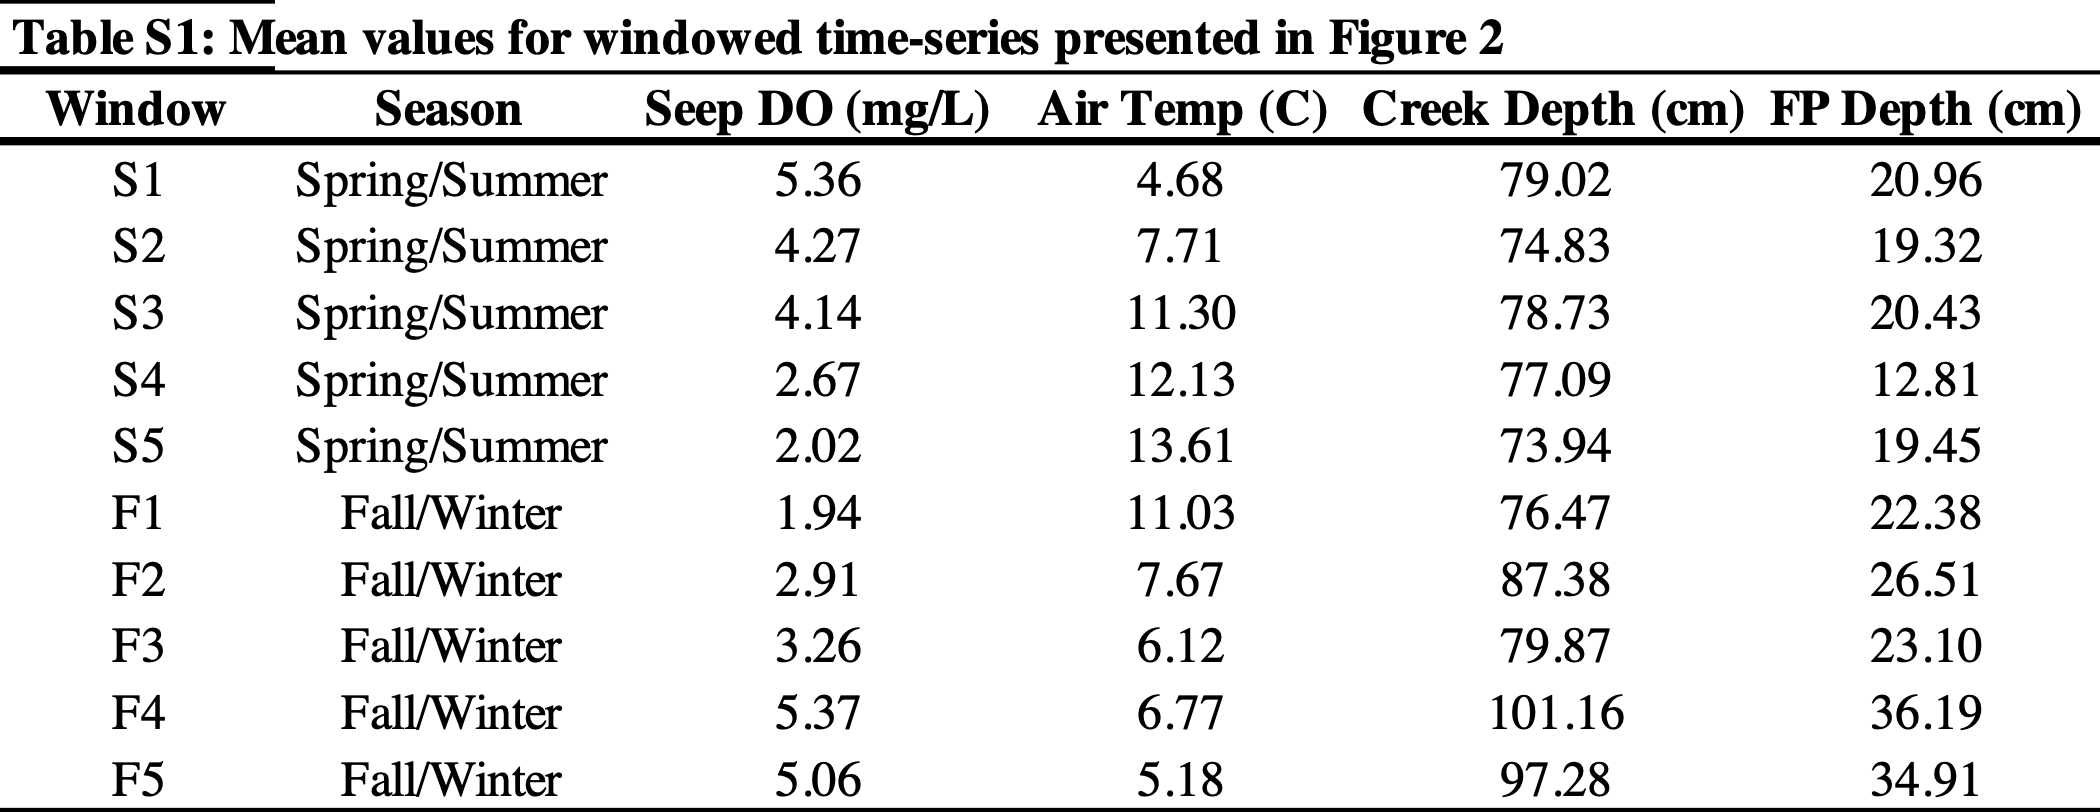 Table S1: Mean values for windowed time-series presented in Figure 2
Window Season Seep DO (mg/L) Air Temp (C) Creek Depth (cm) FP Depth (cm)
S1 Spring/Summer 5.36 4.68 79.02 20.96
S2 Spring/Summer 4.27 7.71 74.83 19.32
S3 Spring/Summer 4.14 11.30 78.73 20.43
S4 Spring/Summer 2.67 12.13 77.09 12.81
S5 Spring/Summer 2.02 13.61 73.94 19.45
F1 Fall/Winter 1.94 11.03 76.47 22.38
F2 Fall/Winter 2.91 7.67 87.38 26.51
F3 Fall/Winter 3.26 6.12 79.87 23.10
F4 Fall/Winter 5.37 6.77 101.16 36.19
F5 Fall/Winter 5.06 5.18 97.28 34.91